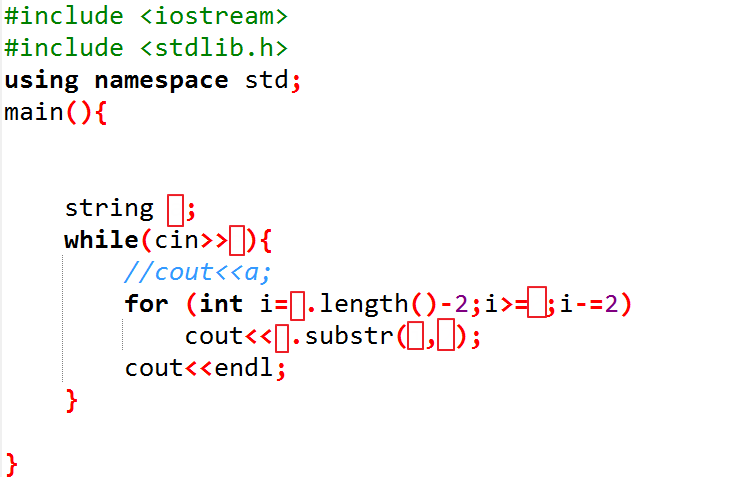 #include <iostream>
#include <stdlib.h>
using namespace std;
main(){
string ;
while(cin>>){
//cout<<a;
for (int i=.length()-2;i>=;i-=2)
cout<<.substr(,);
cout<<endl;
}
}